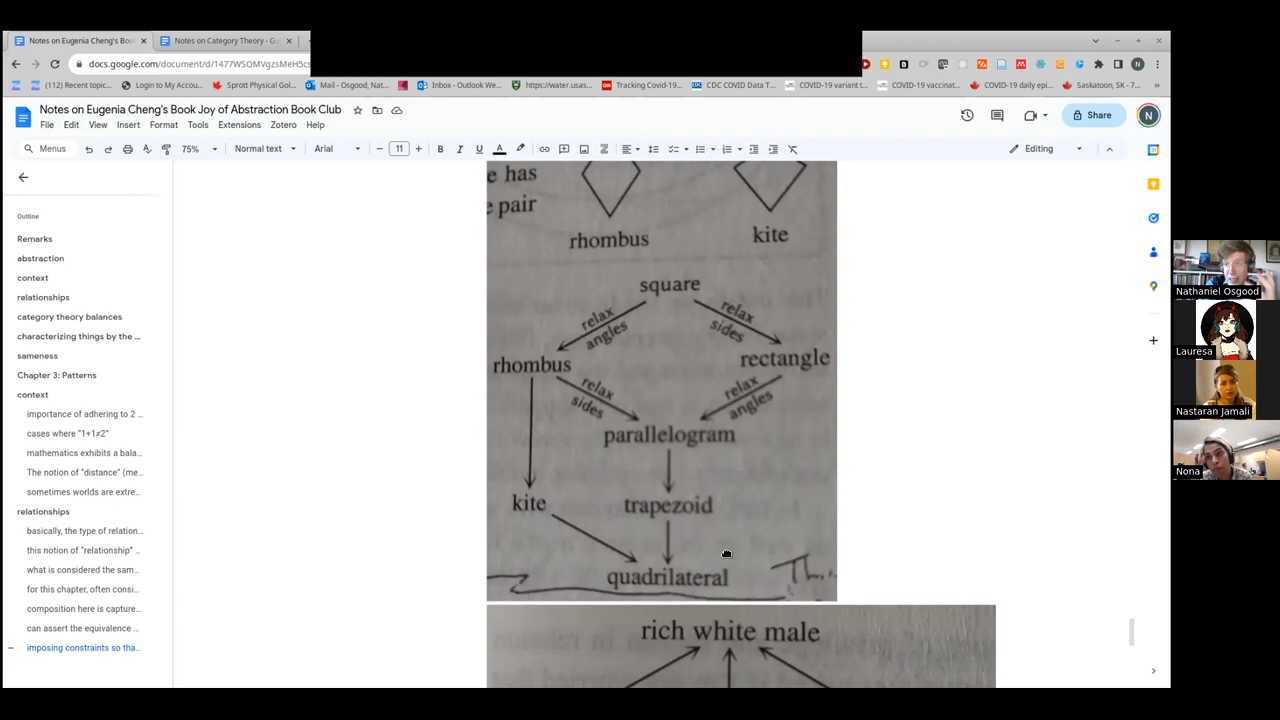 Notes on Eugenia Cheng's Boo
Notes on Category Theory - G
docs.google.com/document/d/1477WSOMVgzsMeH5cs
(112) Recent topic...
Login to My Accou...
Sprott Physical Gol...
Mail - Osgood, Nat...
Inbox - Outlook We...
https://water.usas...
Tracking Covid-19...
CDC COVID Data T...
COVID-19 variant t...
COVID-19 vaccinat...
COVID-19 daily epi...
Saskatoon, SK - 7...
Notes on Eugenia Cheng's Book Joy of Abstraction Book Club
File Edit View Insert Format Tools Extensions Zotero Help
Share
N
Menus
75%
Normal text
Arial
11
Editing
Outline
Remarks
abstraction
context
relationships
category theory balances
characterizing things by the ...
sameness
Chapter 3: Patterns
context
importance of adhering to 2 ...
cases where "1+1≠2"
mathematics exhibits a bala...
The notion of "distance" (me...
sometimes worlds are extre...
relationships
basically, the type of relation...
this notion of "relationship" ...
what is considered the sam...
for this chapter, often consi...
composition here is capture...
can assert the equivalence ...
imposing constraints so tha...
e has
e pair
rhombus
kite
square
relax angles
relax sides
rhombus
rectangle
relax sides
relax angles
parallelogram
kite
trapezoid
quadrilateral
rich white male
Nathaniel Osgood
Lauresa
Nastaran Jamali
Nona